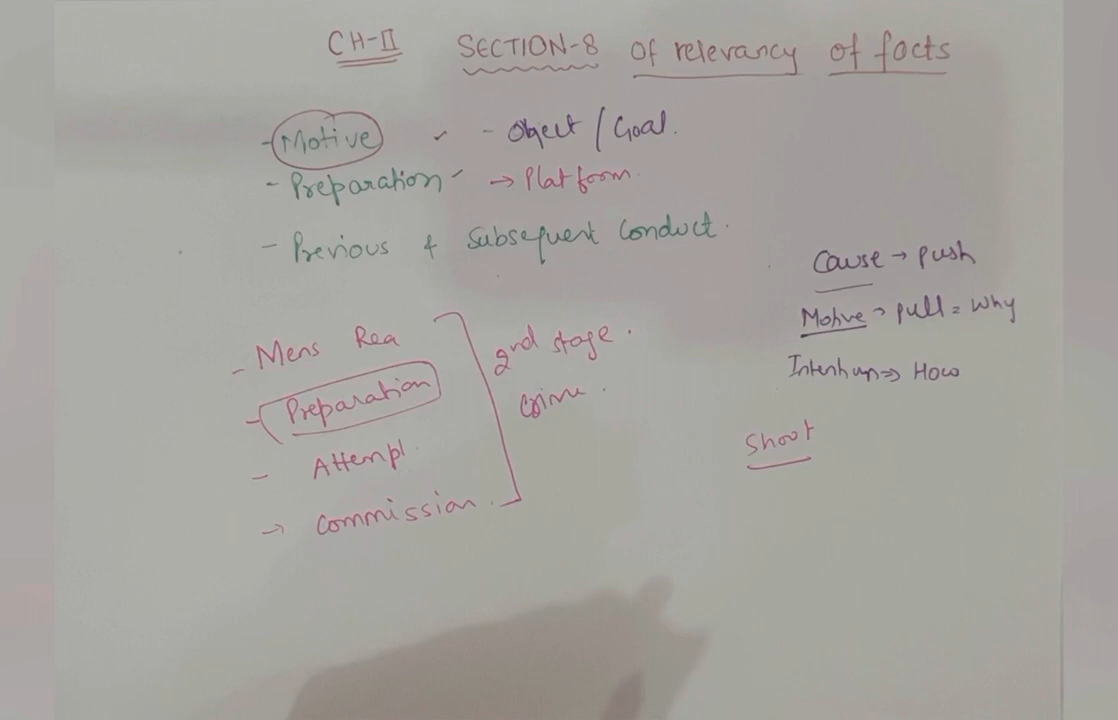 CH-II SECTION-8 Of relevancy of facts
- Motive ✓ - Object / Goal.
- Preparation ✓ → Platform.
- Previous & Subsequent Conduct.
Cause → push
Motive → pull = Why
Intention ⇒ How
Shoot
- Mens Rea
- Preparation
- Attempt
→ Commission.
2nd stage.
Crime.